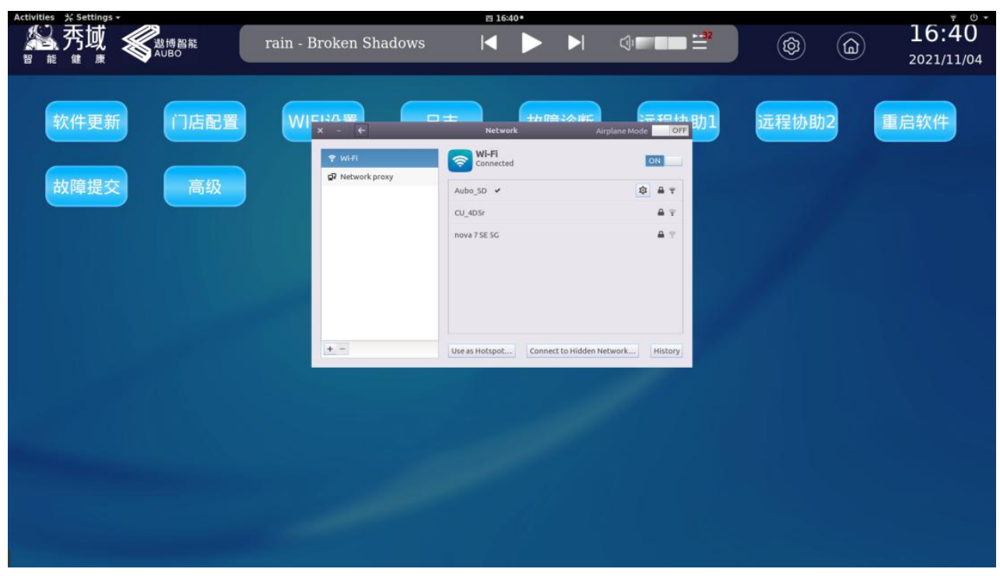 Activities Settings
四 16:40
秀域
智能健康
遨博智能
AUBO
rain - Broken Shadows
32
16:40
2021/11/04
软件更新
门店配置
WIFI设置
日志
故障诊断
远程协助1
远程协助2
重启软件
故障提交
高级
Network
Airplane Mode OFF
Wi-Fi
Network proxy
Wi-Fi
Connected
ON
Aubo_SD
CU_4DSr
nova 7 SE 5G
Use as Hotspot...
Connect to Hidden Network...
History